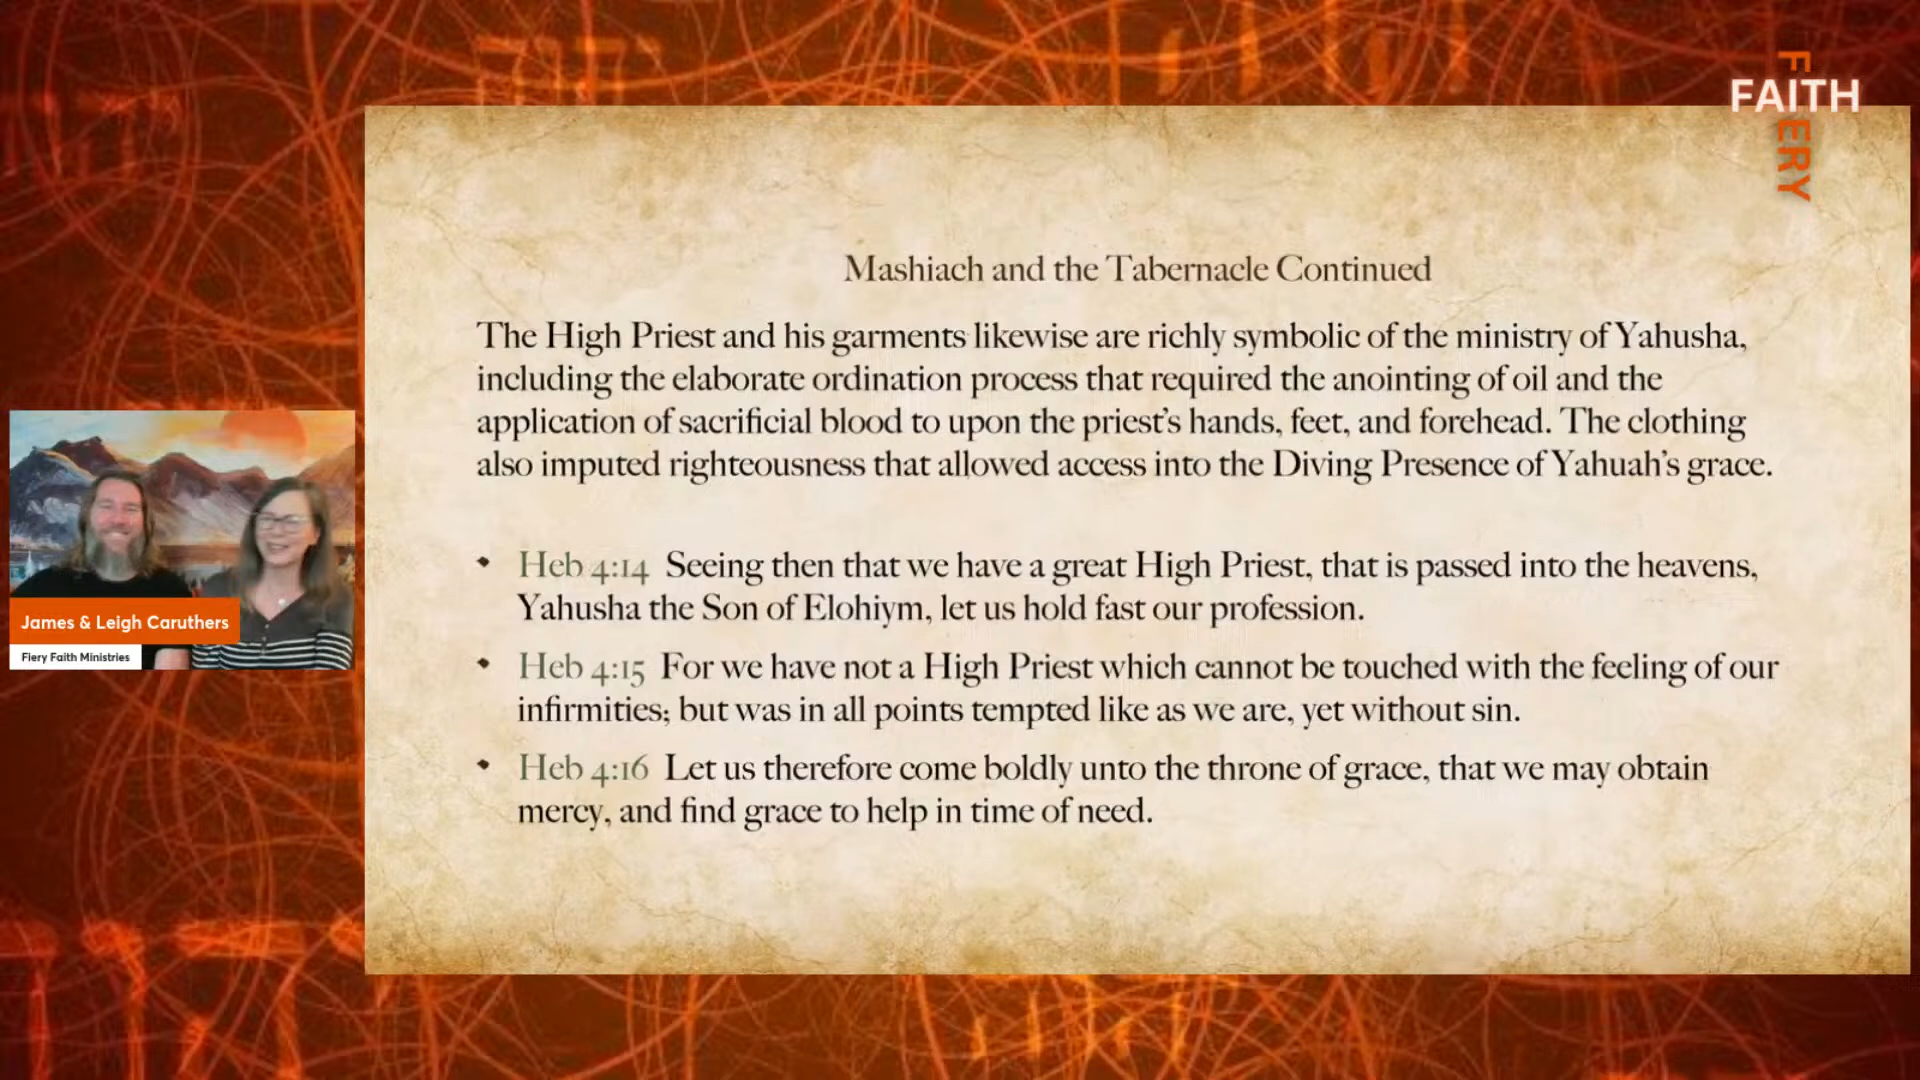 FAITH
FIERY
Mashiach and the Tabernacle Continued
The High Priest and his garments likewise are richly symbolic of the ministry of Yahusha,
including the elaborate ordination process that required the anointing of oil and the
application of sacrificial blood to upon the priest's hands, feet, and forehead. The clothing
also imputed righteousness that allowed access into the Diving Presence of Yahuah's grace.
• Heb 4:14 Seeing then that we have a great High Priest, that is passed into the heavens,
Yahusha the Son of Elohiym, let us hold fast our profession.
• Heb 4:15 For we have not a High Priest which cannot be touched with the feeling of our
infirmities; but was in all points tempted like as we are, yet without sin.
• Heb 4:16 Let us therefore come boldly unto the throne of grace, that we may obtain
mercy, and find grace to help in time of need.
James & Leigh Caruthers
Fiery Faith Ministries